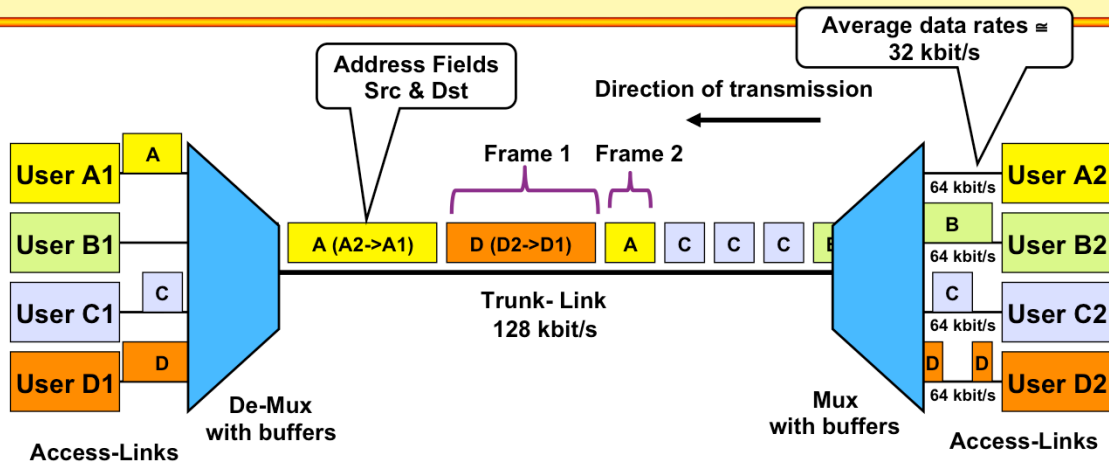 Average data rates ≅
32 kbit/s
Address Fields
Src & Dst
Direction of transmission
Frame 1
Frame 2
User A1
A
User B1
User C1
C
User D1
D
A (A2->A1)
D (D2->D1)
A
C
C
C
B
Trunk- Link
128 kbit/s
64 kbit/s
User A2
B
64 kbit/s
User B2
C
64 kbit/s
User C2
D
D
64 kbit/s
User D2
De-Mux
with buffers
Mux
with buffers
Access-Links
Access-Links